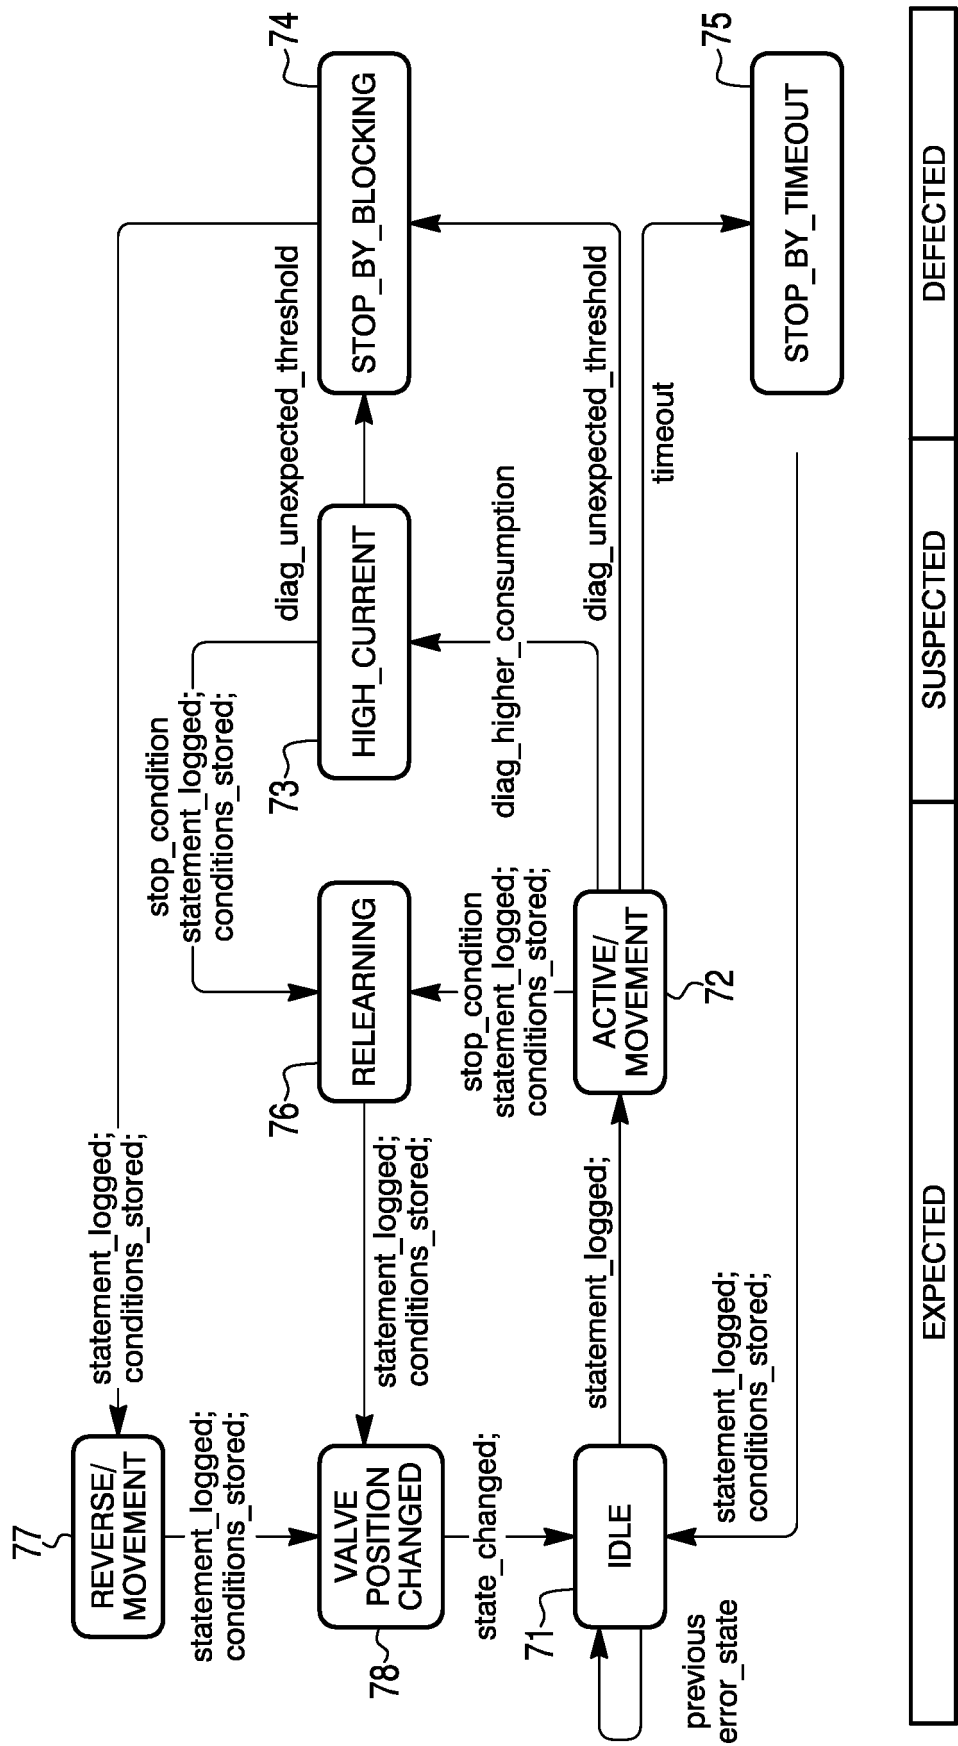 77
REVERSE/
MOVEMENT
statement_logged;
conditions_stored;
statement_logged;
conditions_stored;
stop_condition
statement_logged;
conditions_stored;
diag_unexpected_threshold
74
STOP_BY_BLOCKING
VALVE
POSITION
CHANGED
78
statement_logged;
conditions_stored;
76
RELEARNING
73
HIGH_CURRENT
state_changed;
stop_condition
statement_logged;
conditions_stored;
diag_higher_consumption
diag_unexpected_threshold
71
IDLE
statement_logged;
ACTIVE/
MOVEMENT
72
timeout
75
STOP_BY_TIMEOUT
previous
error_state
statement_logged;
conditions_stored;
EXPECTED
SUSPECTED
DEFECTED